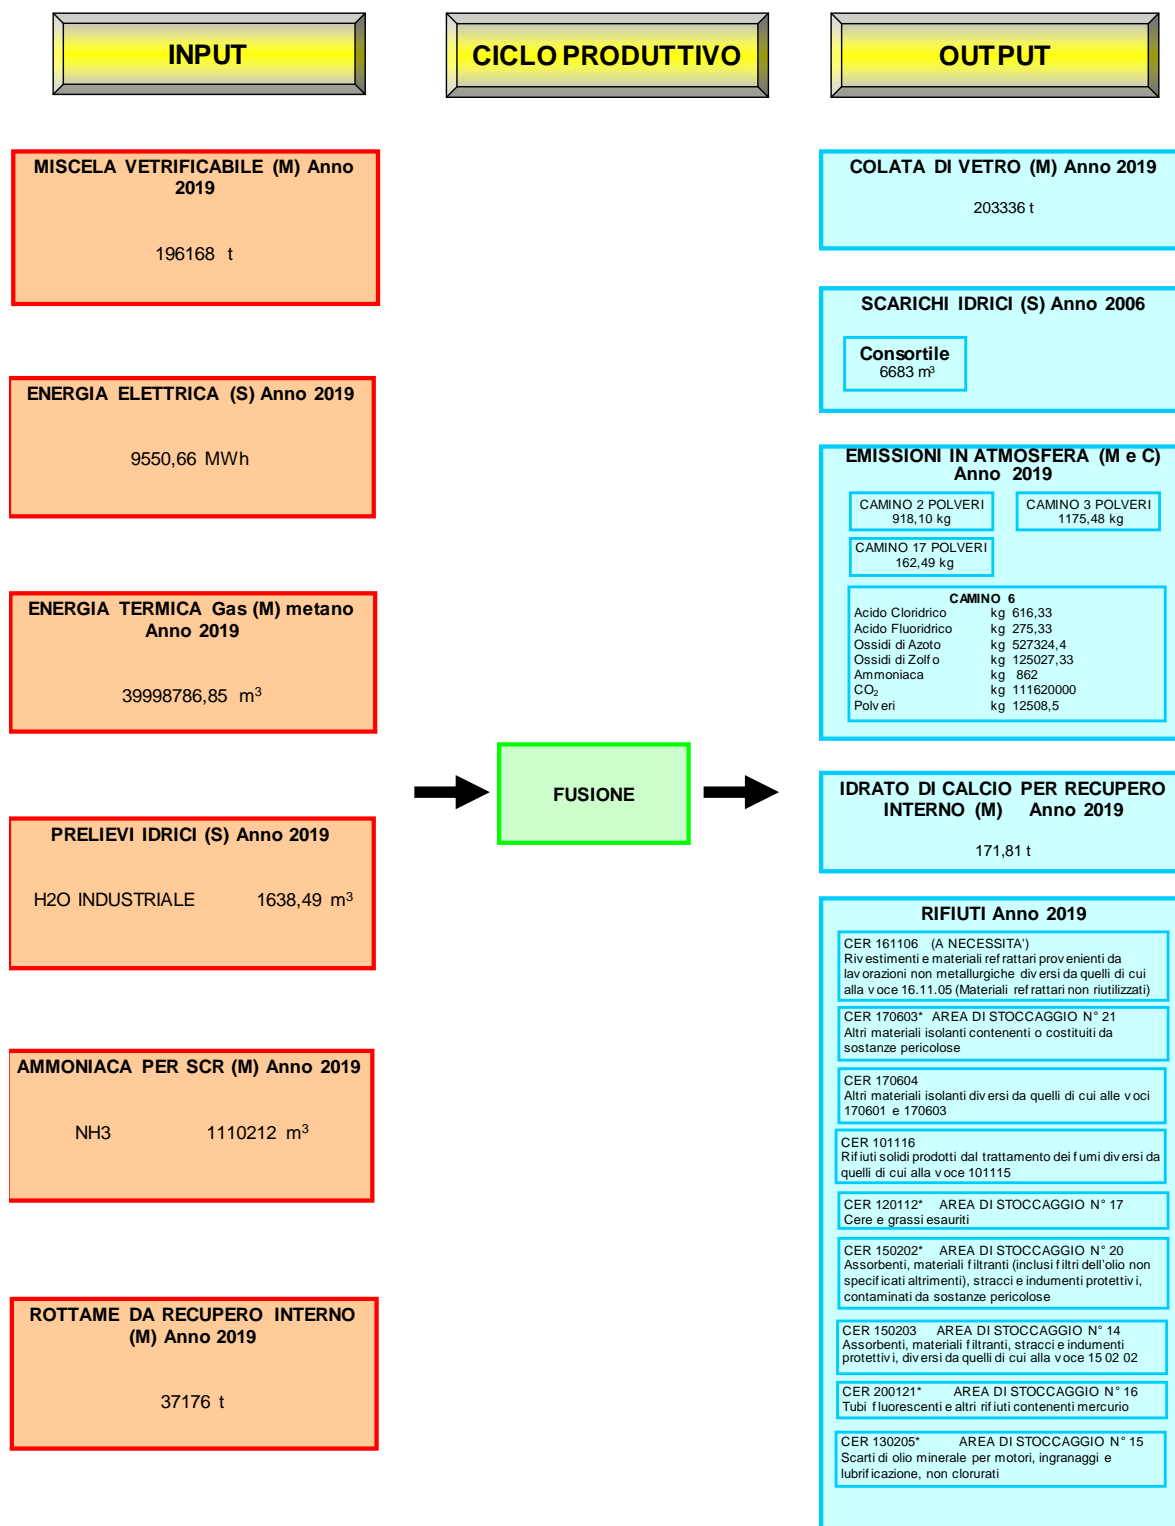 INPUT
CICLO PRODUTTIVO
OUTPUT
MISCELA VETRIFICABILE (M) Anno
2019
196168 t
ENERGIA ELETTRICA (S) Anno 2019
9550,66 MWh
ENERGIA TERMICA Gas (M) metano
Anno 2019
39998786,85 m³
PRELIEVI IDRICI (S) Anno 2019
H2O INDUSTRIALE 1638,49 m³
AMMONIACA PER SCR (M) Anno 2019
NH3 1110212 m³
ROTTAME DA RECUPERO INTERNO
(M) Anno 2019
37176 t
FUSIONE
COLATA DI VETRO (M) Anno 2019
203336 t
SCARICHI IDRICI (S) Anno 2006
Consortile
6683 m³
EMISSIONI IN ATMOSFERA (M e C)
Anno 2019
CAMINO 2 POLVERI
918,10 kg
CAMINO 3 POLVERI
1175,48 kg
CAMINO 17 POLVERI
162,49 kg
CAMINO 6
Acido Cloridrico kg 616,33
Acido Fluoridrico kg 275,33
Ossidi di Azoto kg 527324,4
Ossidi di Zolfo kg 125027,33
Ammoniaca kg 862
CO₂ kg 111620000
Polveri kg 12508,5
IDRATO DI CALCIO PER RECUPERO
INTERNO (M) Anno 2019
171,81 t
RIFIUTI Anno 2019
CER 161106 (A NECESSITA')
Rivestimenti e materiali refrattari provenienti da
lavorazioni non metallurgiche diversi da quelli di cui
alla voce 16.11.05 (Materiali refrattari non riutilizzati)
CER 170603* AREA DI STOCCAGGIO N° 21
Altri materiali isolanti contenenti o costituiti da
sostanze pericolose
CER 170604
Altri materiali isolanti diversi da quelli di cui alle voci
170601 e 170603
CER 101116
Rifiuti solidi prodotti dal trattamento dei fumi diversi da
quelli di cui alla voce 101115
CER 120112* AREA DI STOCCAGGIO N° 17
Cere e grassi esauriti
CER 150202* AREA DI STOCCAGGIO N° 20
Assorbenti, materiali filtranti (inclusi filtri dell'olio non
specificati altrimenti), stracci e indumenti protettivi,
contaminati da sostanze pericolose
CER 150203 AREA DI STOCCAGGIO N° 14
Assorbenti, materiali filtranti, stracci e indumenti
protettivi, diversi da quelli di cui alla voce 15 02 02
CER 200121* AREA DI STOCCAGGIO N° 16
Tubi fluorescenti e altri rifiuti contenenti mercurio
CER 130205* AREA DI STOCCAGGIO N° 15
Scarti di olio minerale per motori, ingranaggi e
lubrificazione, non clorurati